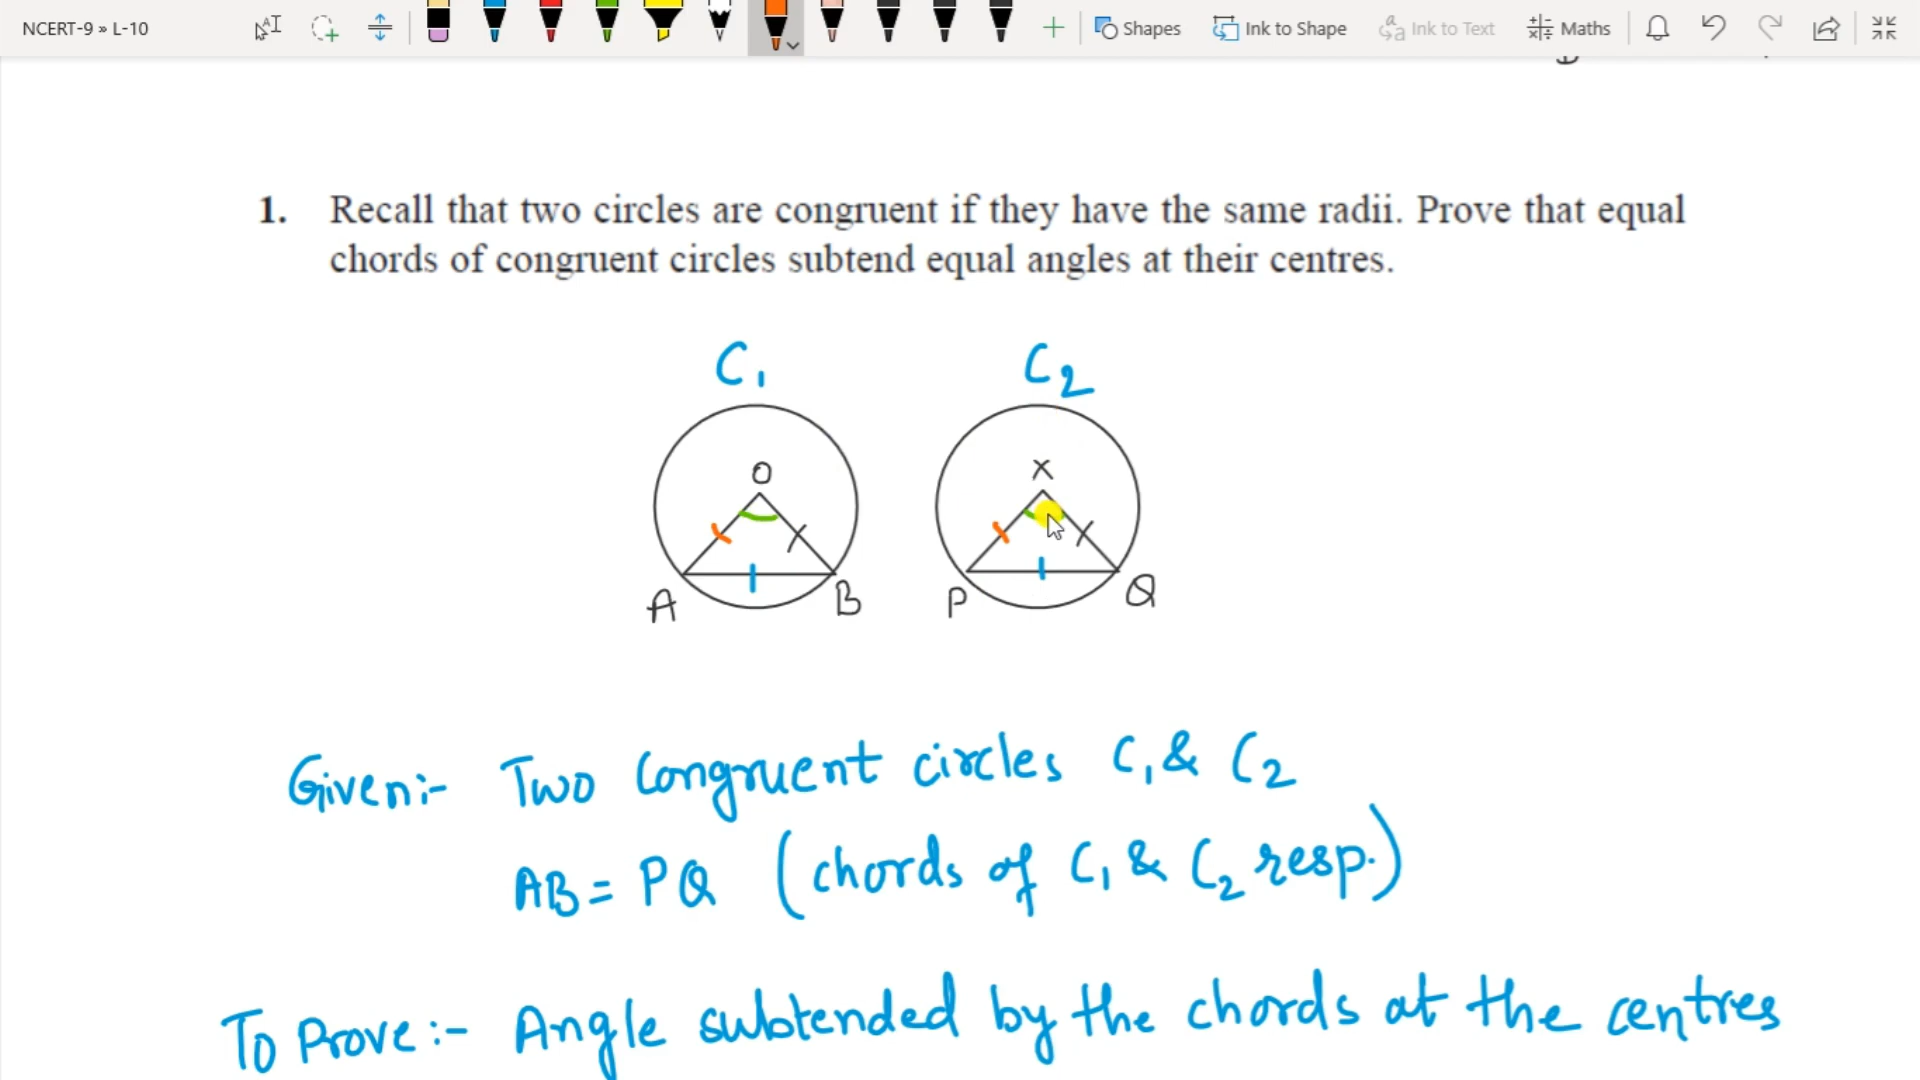 NCERT-9 » L-10
Shapes
Ink to Shape
Ink to Text
Maths
1. Recall that two circles are congruent if they have the same radii. Prove that equal
chords of congruent circles subtend equal angles at their centres.
C₁
C₂
O
A
B
X
P
Q
Given:- Two Congruent circles C₁ & C₂
AB = PQ (chords of C₁ & C₂ resp.)
To Prove:- Angle subtended by the chords at the centres